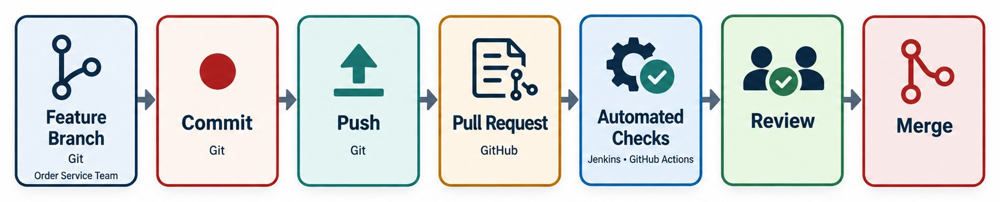 Feature
Branch
Git
Order Service Team
Commit
Git
Push
Git
Pull Request
GitHub
Automated
Checks
Jenkins • GitHub Actions
Review
Merge